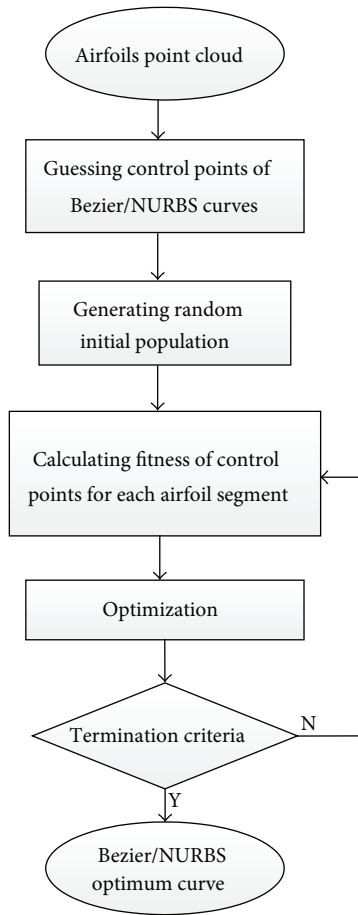 Airfoils point cloud
Guessing control points of
Bezier/NURBS curves
Generating random
initial population
Calculating fitness of control
points for each airfoil segment
Optimization
Termination criteria
N
Y
Bezier/NURBS
optimum curve